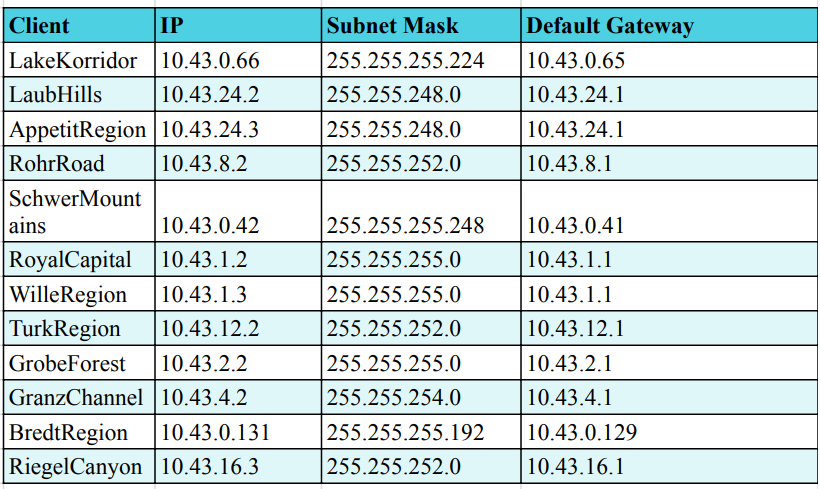 Client IP Subnet Mask Default Gateway
LakeKorridor 10.43.0.66 255.255.255.224 10.43.0.65
LaubHills 10.43.24.2 255.255.248.0 10.43.24.1
AppetitRegion 10.43.24.3 255.255.248.0 10.43.24.1
RohrRoad 10.43.8.2 255.255.252.0 10.43.8.1
SchwerMount
ains 10.43.0.42 255.255.255.248 10.43.0.41
RoyalCapital 10.43.1.2 255.255.255.0 10.43.1.1
WilleRegion 10.43.1.3 255.255.255.0 10.43.1.1
TurkRegion 10.43.12.2 255.255.252.0 10.43.12.1
GrobeForest 10.43.2.2 255.255.255.0 10.43.2.1
GranzChannel 10.43.4.2 255.255.254.0 10.43.4.1
BredtRegion 10.43.0.131 255.255.255.192 10.43.0.129
RiegelCanyon 10.43.16.3 255.255.252.0 10.43.16.1